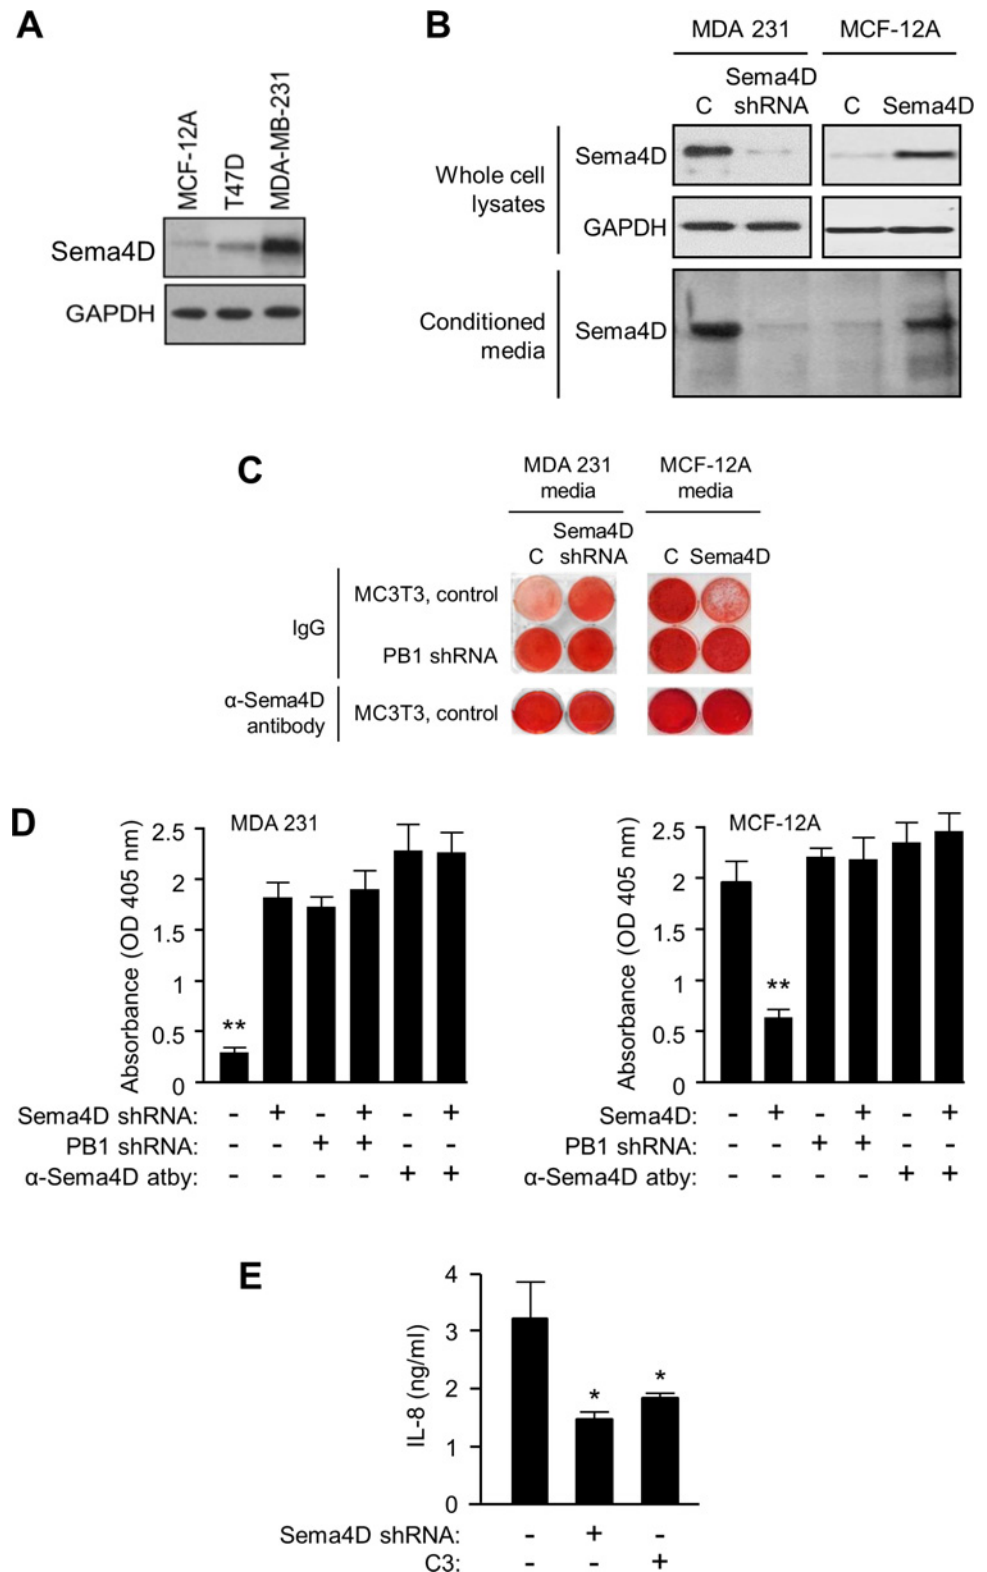 A
MCF-12A
T47D
MDA-MB-231
Sema4D
GAPDH
B
MDA 231
MCF-12A
C
Sema4D
shRNA
C Sema4D
Whole cell
lysates
Sema4D
GAPDH
Conditioned
media
Sema4D
C
MDA 231
media
MCF-12A
media
C
Sema4D
shRNA
C Sema4D
IgG
MC3T3, control
PB1 shRNA
α-Sema4D
antibody
MC3T3, control
D
MDA 231
Absorbance (OD 405 nm)
2.5
2
1.5
1
0.5
0
**
Sema4D shRNA: - + - + - +
PB1 shRNA: - - + + - -
α-Sema4D atby: - - - - + +
MCF-12A
Absorbance (OD 405 nm)
2.5
2
1.5
1
0.5
0
**
Sema4D: - + - + - +
PB1 shRNA: - - + + - -
α-Sema4D atby: - - - - + +
E
IL-8 (ng/ml)
4
3
2
1
0
*
*
Sema4D shRNA: - + -
C3: - - +